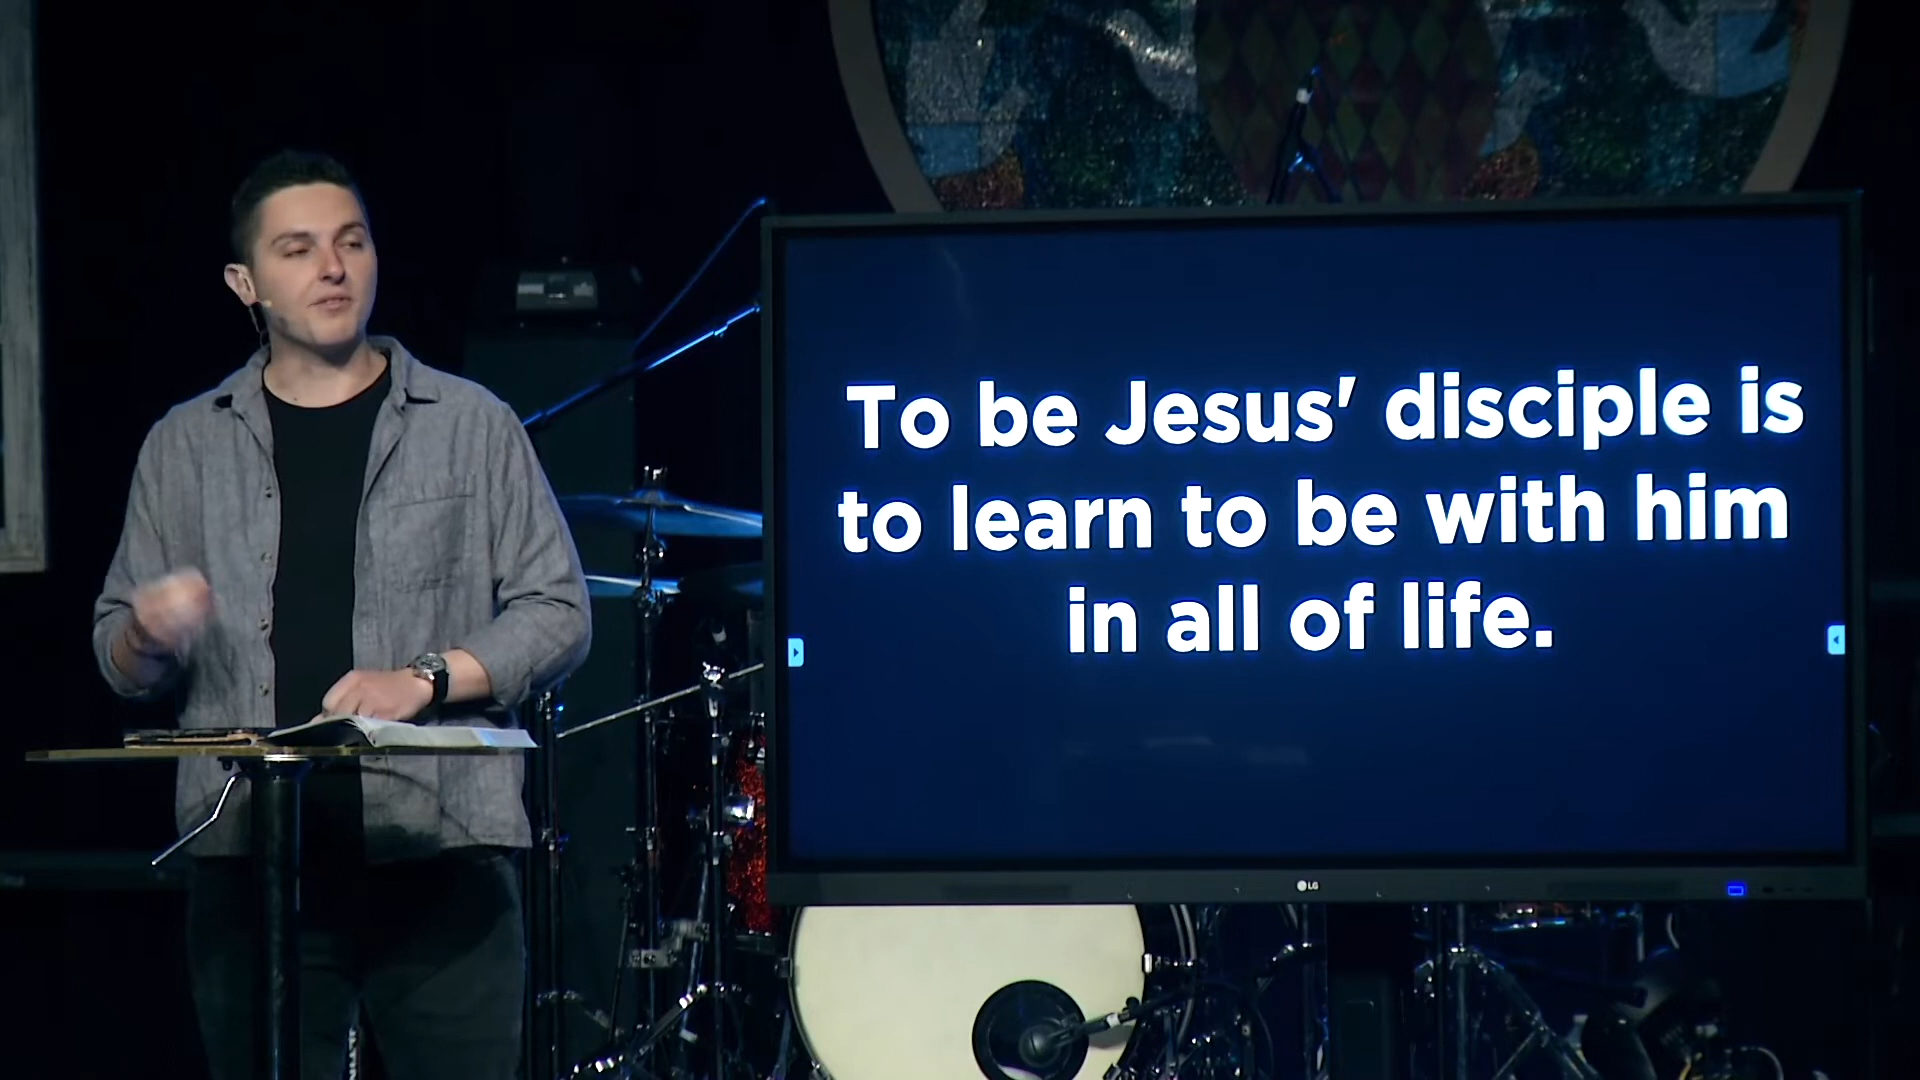 To be Jesus' disciple is
to learn to be with him
in all of life.
LG